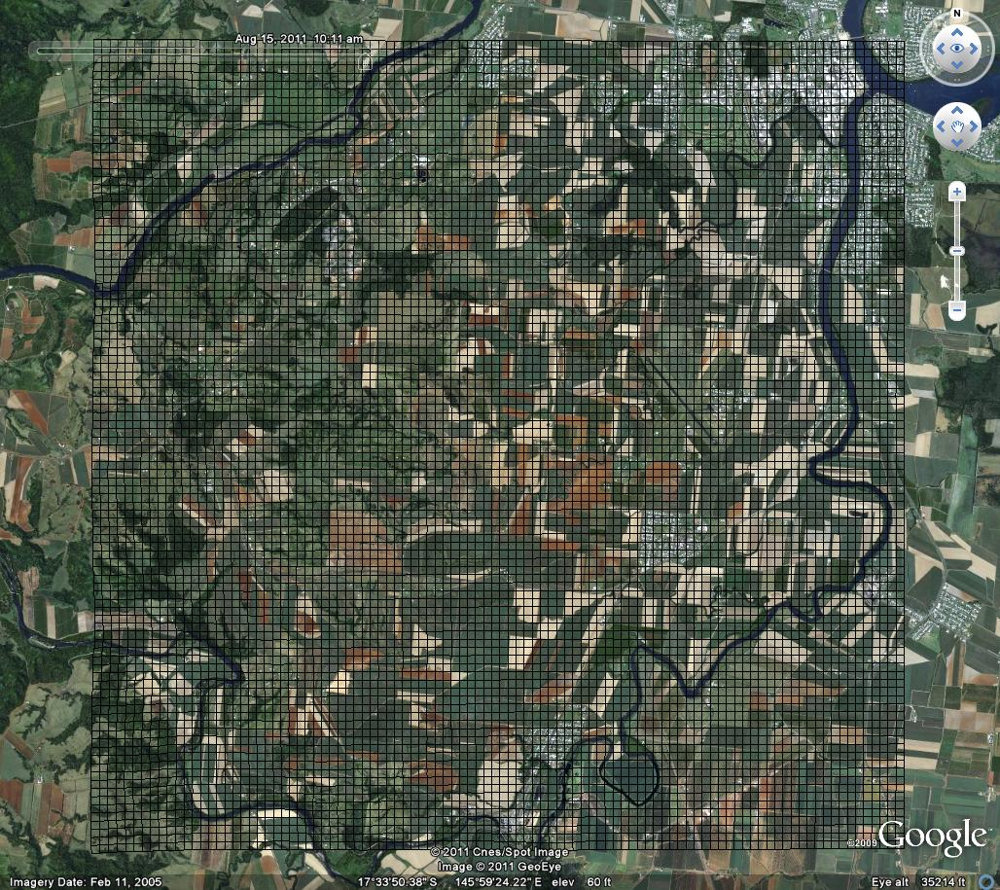 N
Aug 15, 2011 10:11 am
©2009 Google™
© 2011 Cnes/Spot Image
Image © 2011 GeoEye
Imagery Date: Feb 11, 2005 17°33'50.38" S 145°59'24.22" E elev 60 ft Eye alt 35214 ft